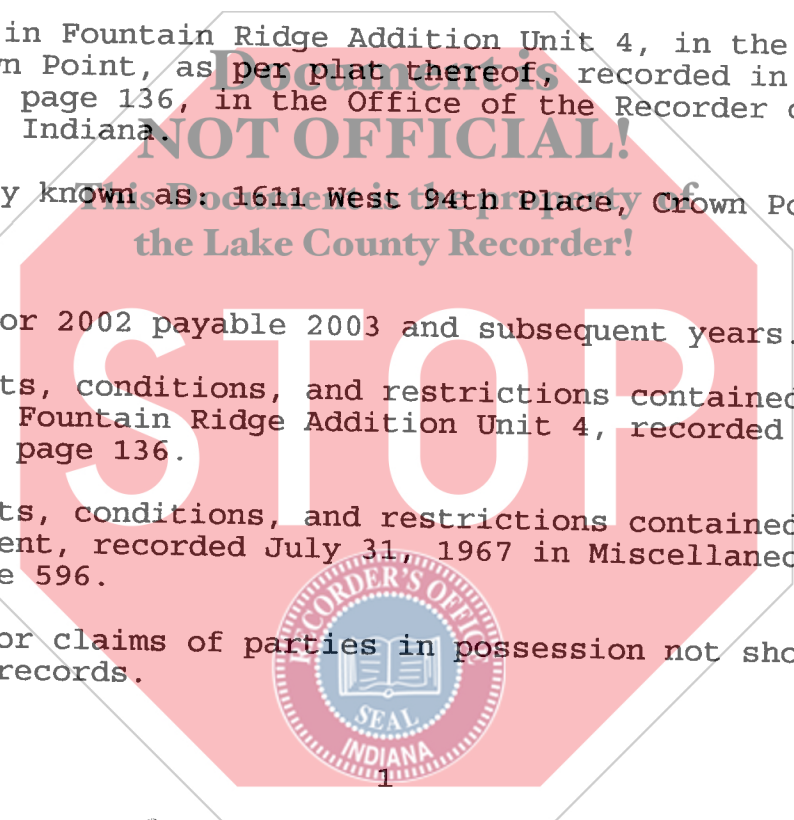 in Fountain Ridge Addition Unit 4, in the
n Point, as per plat thereof, recorded in
page 136, in the Office of the Recorder o
Indiana.
y known as: 1611 West 94th Place, Crown Po
or 2002 payable 2003 and subsequent years.
ts, conditions, and restrictions contained
Fountain Ridge Addition Unit 4, recorded
page 136.
ts, conditions, and restrictions contained
ent, recorded July 31, 1967 in Miscellaneo
e 596.
or claims of parties in possession not sho
records.
1
Document is
NOT OFFICIAL!
This Document is the property of
the Lake County Recorder!
STOP
RECORDER'S OFFICE
SEAL
INDIANA